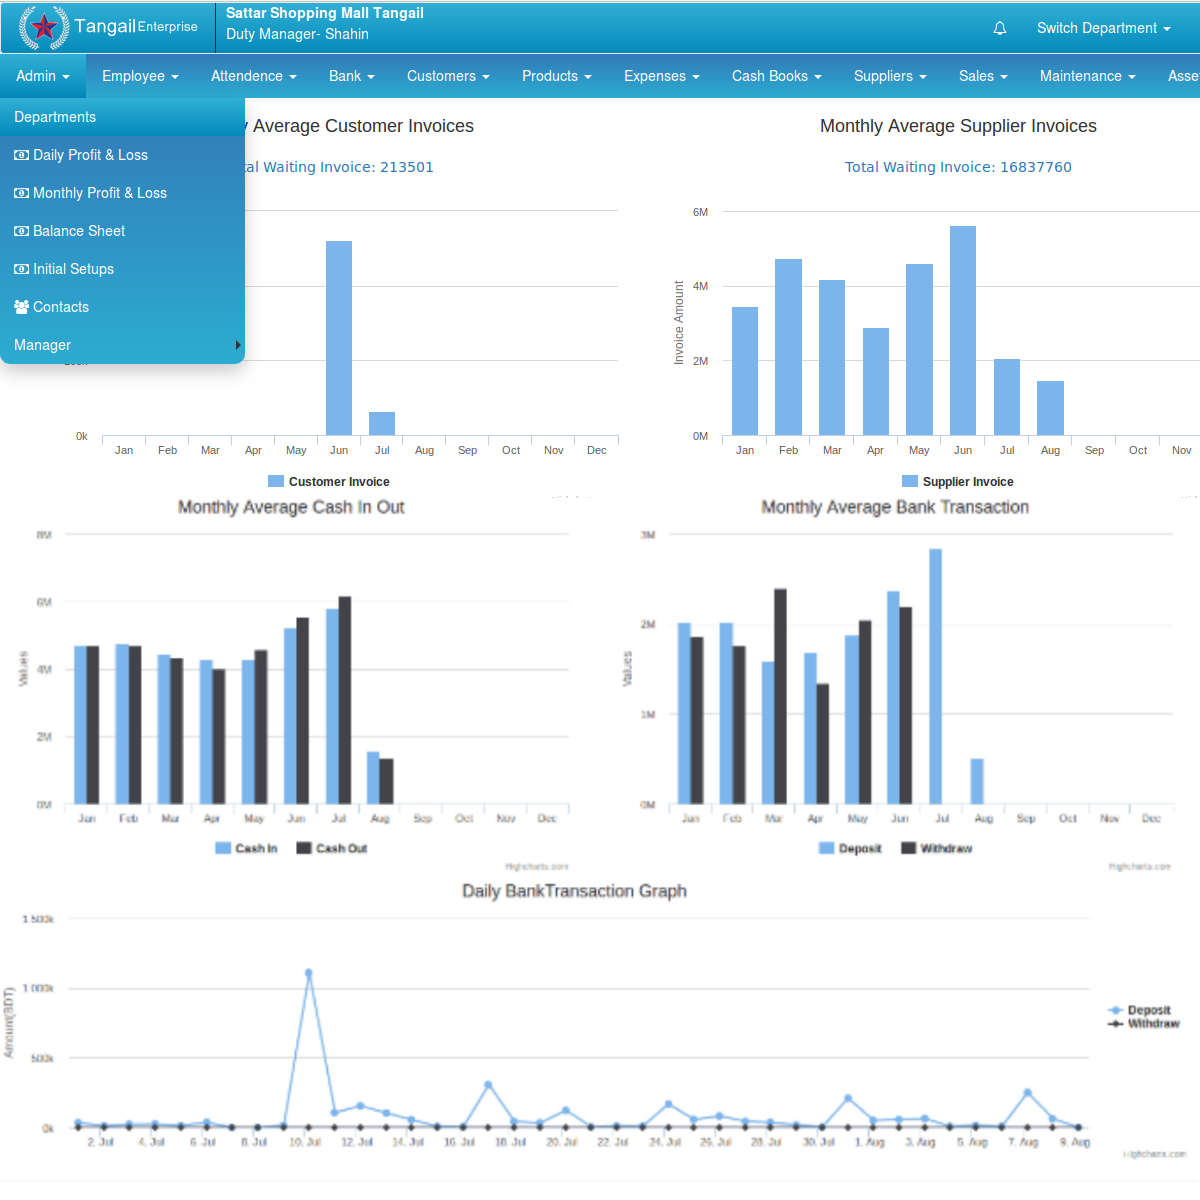 TangailEnterprise
Sattar Shopping Mall Tangail
Duty Manager- Shahin
Switch Department
Admin
Employee
Attendence
Bank
Customers
Products
Expenses
Cash Books
Suppliers
Sales
Maintenance
Departments
Daily Profit & Loss
Monthly Profit & Loss
Balance Sheet
Initial Setups
Contacts
Manager
Average Customer Invoices
Waiting Invoice: 213501
0k
Jan Feb Mar Apr May Jun Jul Aug Sep Oct Nov Dec
Customer Invoice
Monthly Average Supplier Invoices
Total Waiting Invoice: 16837760
Invoice Amount
6M
4M
2M
0M
Jan Feb Mar Apr May Jun Jul Aug Sep Oct Nov
Supplier Invoice
Monthly Average Cash In Out
Values
8M
6M
4M
2M
0M
Jan Feb Mar Apr May Jun Jul Aug Sep Oct Nov Dec
Cash In Cash Out
Highcharts.com
Monthly Average Bank Transaction
Values
3M
2M
1M
0M
Jan Feb Mar Apr May Jun Jul Aug Sep Oct Nov Dec
Deposit Withdraw
Highcharts.com
Daily BankTransaction Graph
Amount(BDT)
1 500k
1 000k
500k
0k
2. Jul 4. Jul 6. Jul 8. Jul 10. Jul 12. Jul 14. Jul 16. Jul 18. Jul 20. Jul 22. Jul 24. Jul 26. Jul 28. Jul 30. Jul 1. Aug 3. Aug 5. Aug 7. Aug 9. Aug
Deposit
Withdraw
Highcharts.com